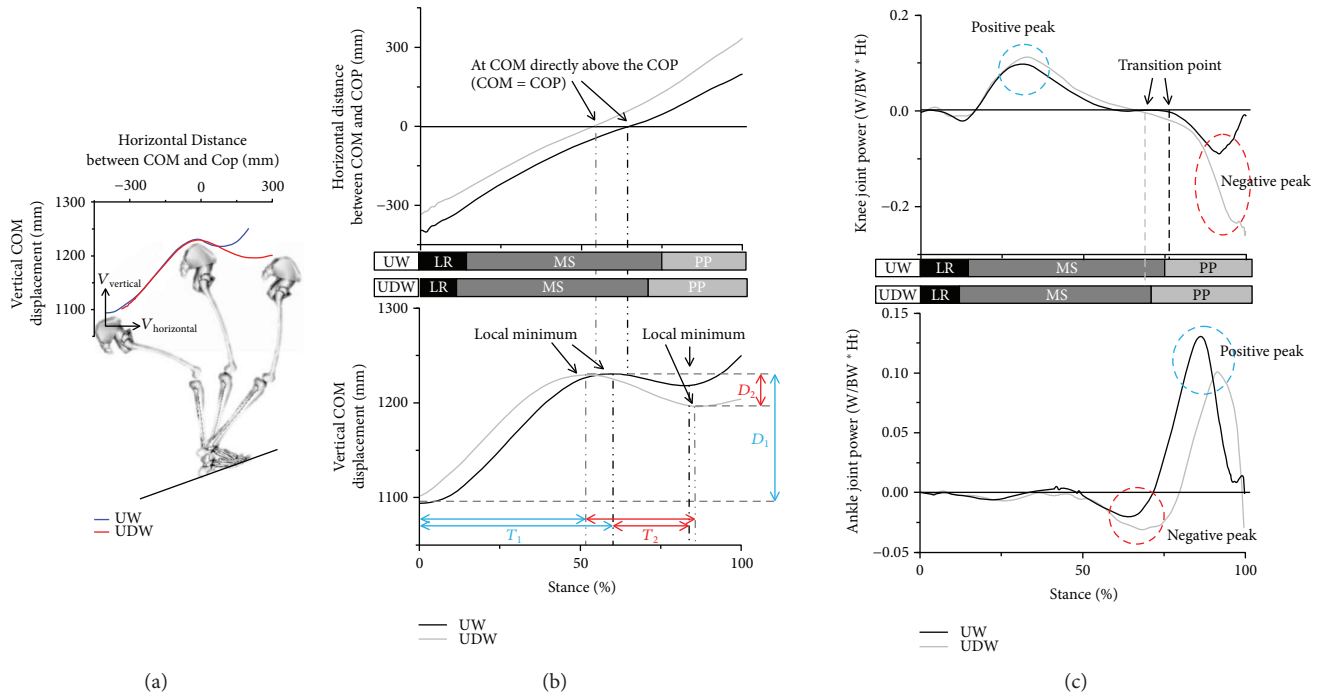 Horizontal Distance
between COM and Cop (mm)
−300
0
300
1300
1200
1100
Vertical COM
displacement (mm)
Vvertical
Vhorizontal
UW
UDW
(a)
300
0
−300
Horizontal distance
between COM and COP (mm)
At COM directly above the COP
(COM = COP)
UW
LR
MS
PP
UDW
LR
MS
PP
1300
1200
1100
Vertical COM
displacement (mm)
Local minimum
Local minimum
D2
D1
T1
T2
0
50
100
Stance (%)
UW
UDW
(b)
0.2
0.0
−0.2
Knee joint power (W/BW * Ht)
Positive peak
Transition point
Negative peak
UW
LR
MS
PP
UDW
LR
MS
PP
0.15
0.10
0.05
0.00
−0.05
Ankle joint power (W/BW * Ht)
Positive peak
Negative peak
0
50
100
Stance (%)
UW
UDW
(c)